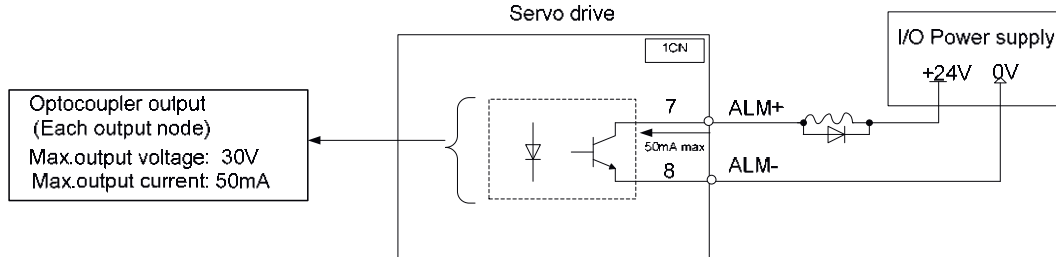 Servo drive
1CN
I/O Power supply
+24V 0V
Optocoupler output
(Each output node)
Max.output voltage: 30V
Max.output current: 50mA
7 ALM+
50mA max
8 ALM-